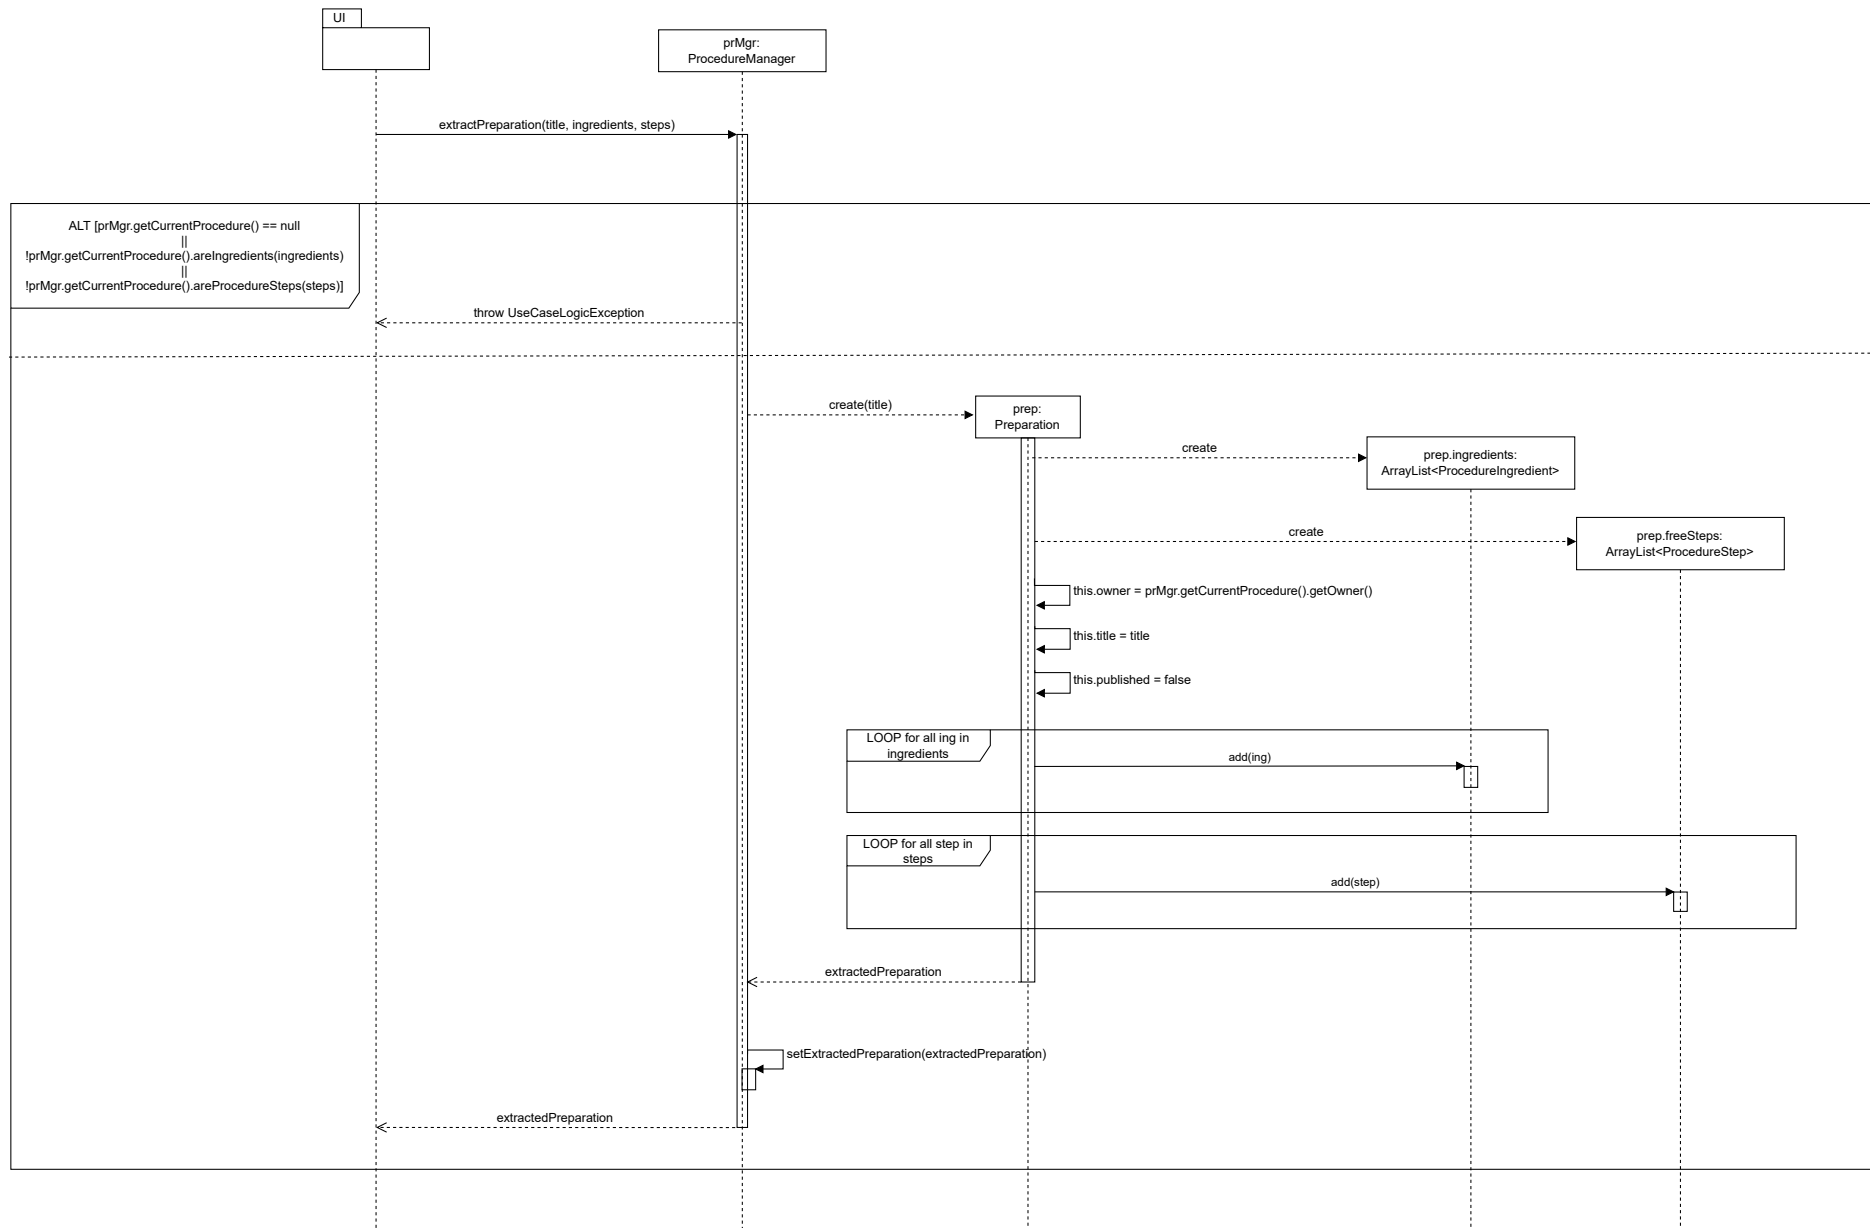 UI
prMgr:
ProcedureManager
extractPreparation(title, ingredients, steps)
ALT [prMgr.getCurrentProcedure() == null
||
!prMgr.getCurrentProcedure().areIngredients(ingredients)
||
!prMgr.getCurrentProcedure().areProcedureSteps(steps)]
throw UseCaseLogicException
create(title)
prep:
Preparation
create
prep.ingredients:
ArrayList<ProcedureIngredient>
create
prep.freeSteps:
ArrayList<ProcedureStep>
this.owner = prMgr.getCurrentProcedure().getOwner()
this.title = title
this.published = false
LOOP for all ing in
ingredients
add(ing)
LOOP for all step in
steps
add(step)
extractedPreparation
setExtractedPreparation(extractedPreparation)
extractedPreparation